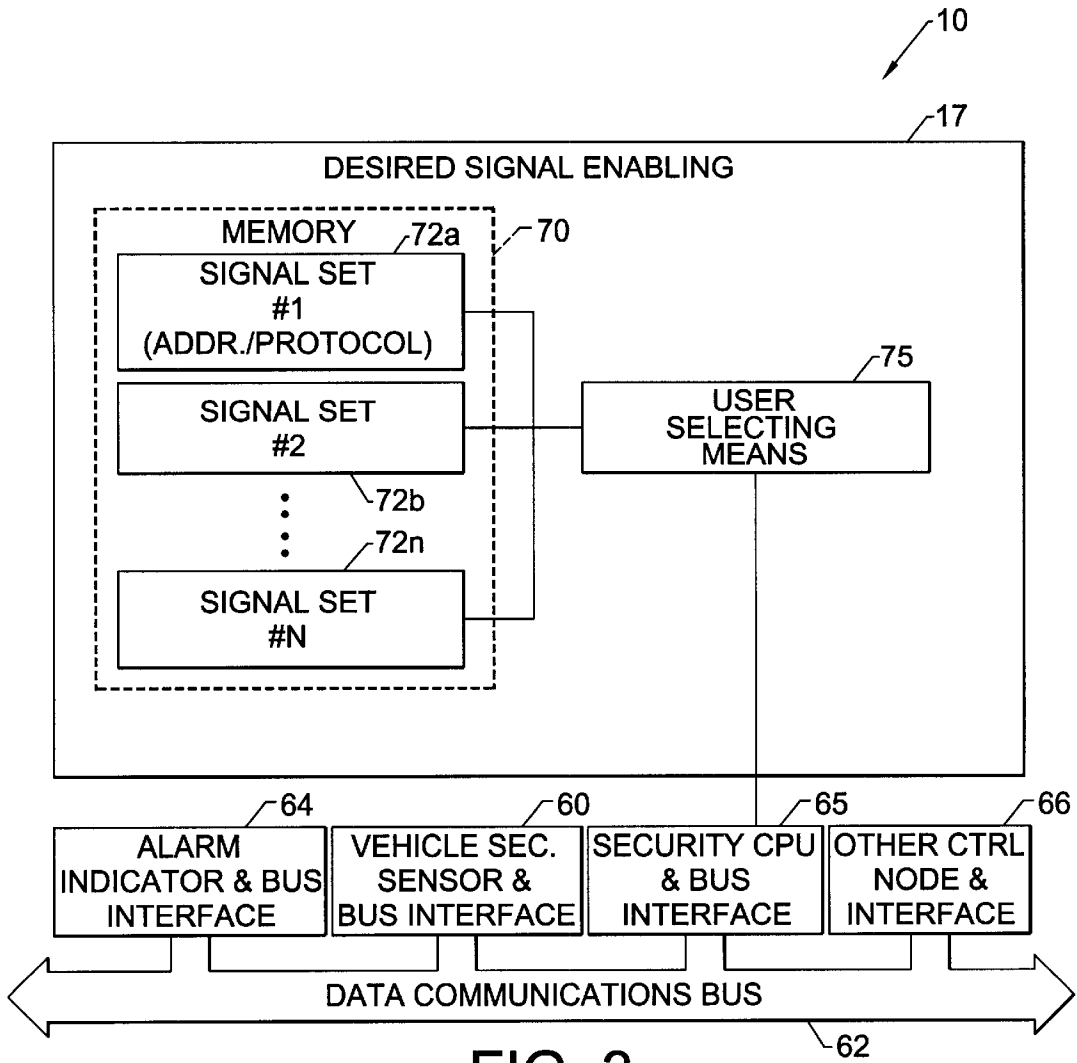 10
17
DESIRED SIGNAL ENABLING
MEMORY
70
72a
SIGNAL SET
#1
(ADDR./PROTOCOL)
75
USER
SELECTING
MEANS
SIGNAL SET
#2
72b
72n
SIGNAL SET
#N
64
60
65
66
ALARM
INDICATOR & BUS
INTERFACE
VEHICLE SEC.
SENSOR &
BUS INTERFACE
SECURITY CPU
& BUS
INTERFACE
OTHER CTRL
NODE &
INTERFACE
DATA COMMUNICATIONS BUS
62